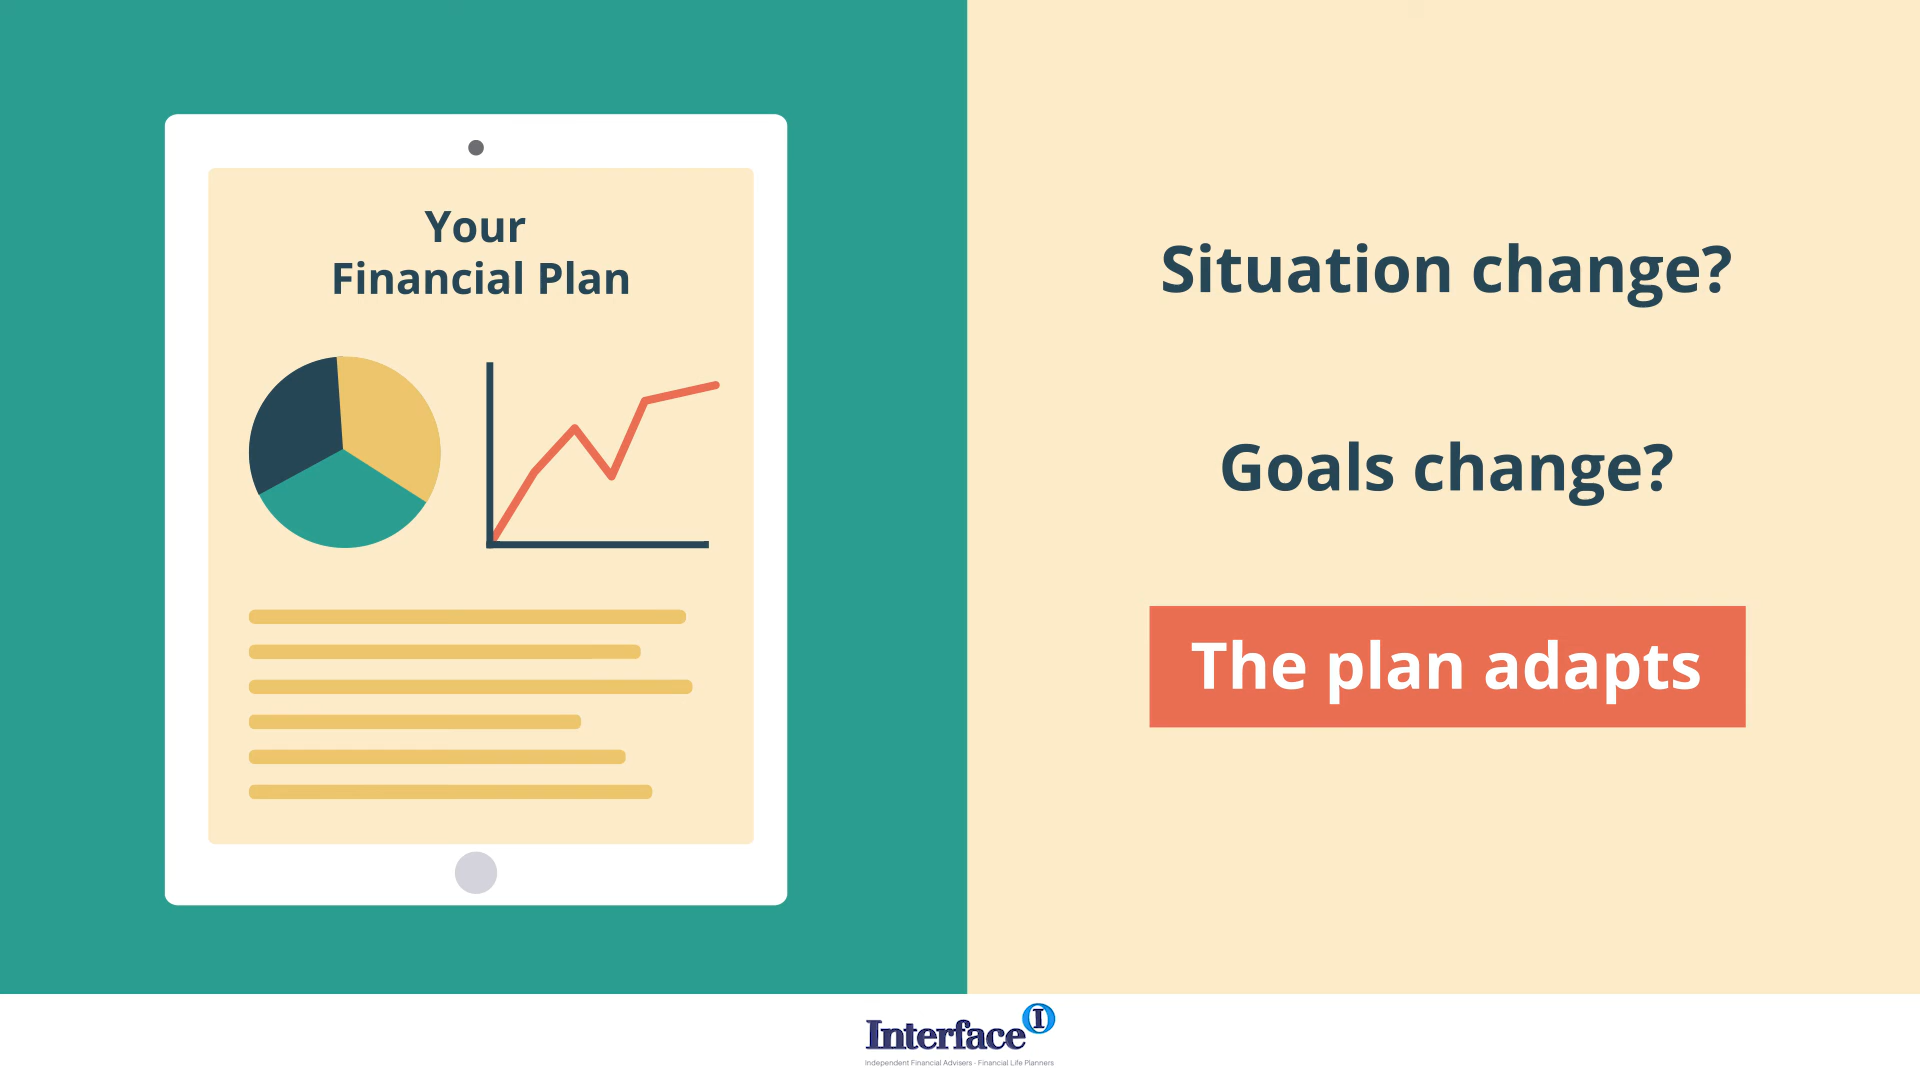 Your
Financial Plan
Situation change?
Goals change?
The plan adapts
Interface I
Independent Financial Advisers - Financial Life Planners